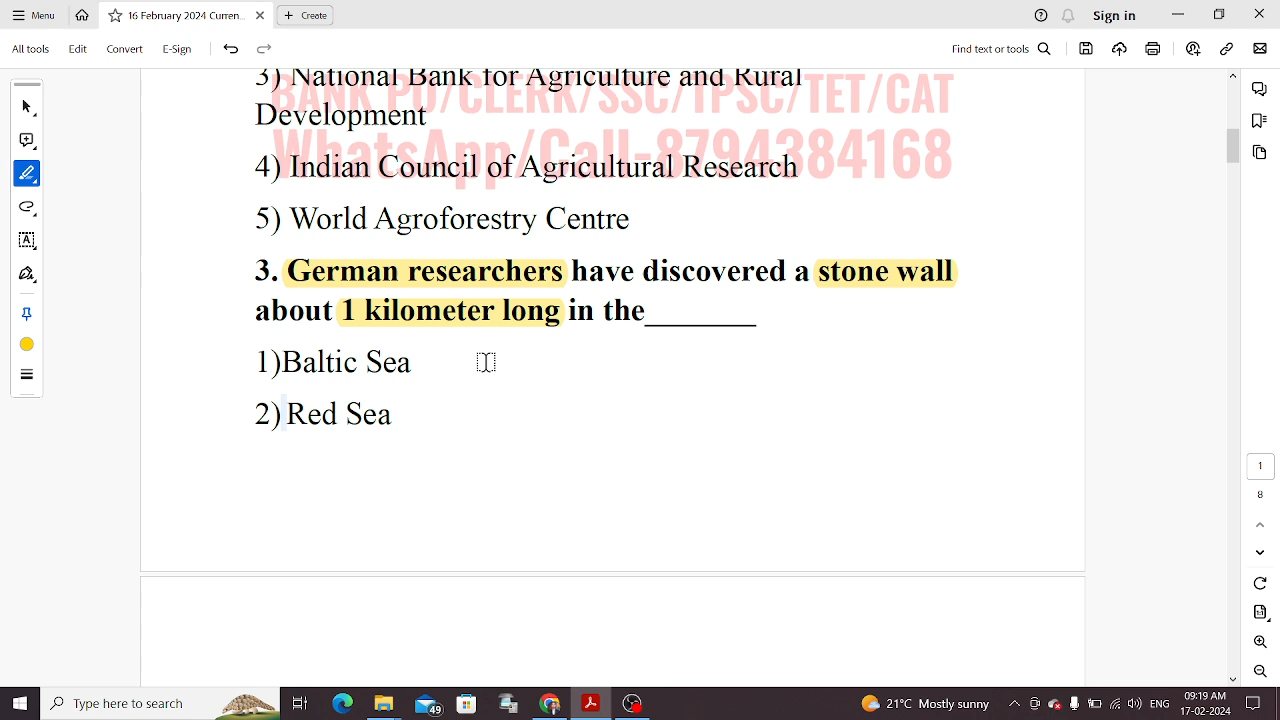 Menu
16 February 2024 Curren...
Create
Sign in
All tools Edit Convert E-Sign
Find text or tools
3) National Bank for Agriculture and Rural
BANK PO/CLERK/SSC/TPSC/TET/CAT
Development
WhatsApp/Call-8794384168
4) Indian Council of Agricultural Research
5) World Agroforestry Centre
3. German researchers have discovered a stone wall
about 1 kilometer long in the_______
1)Baltic Sea
2) Red Sea
1
8
Type here to search
49
21°C Mostly sunny
ENG
09:19 AM
17-02-2024